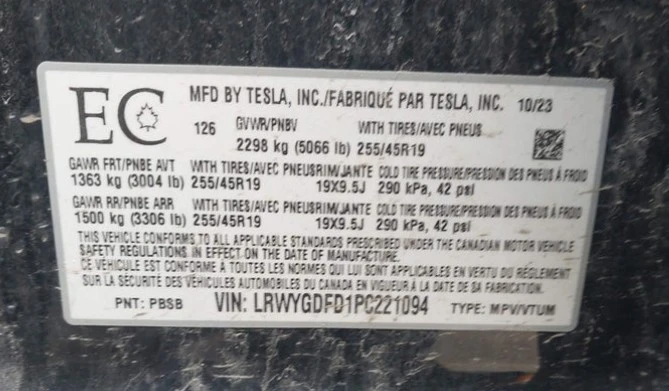 EC
MFD BY TESLA, INC./FABRIQUÉ PAR TESLA, INC. 10/23
126 GVWR/PNBV WITH TIRES/AVEC PNEUS
2298 kg (5066 lb) 255/45R19
GAWR FRT/PNBE AVT WITH TIRES/AVEC PNEUS RIM/JANTE COLD TIRE PRESSURE/PRESSION DES PNEUS À FROID
1363 kg (3004 lb) 255/45R19 19X9.5J 290 kPa, 42 psi
GAWR RR/PNBE ARR WITH TIRES/AVEC PNEUS RIM/JANTE COLD TIRE PRESSURE/PRESSION DES PNEUS À FROID
1500 kg (3306 lb) 255/45R19 19X9.5J 290 kPa, 42 psi
THIS VEHICLE CONFORMS TO ALL APPLICABLE STANDARDS PRESCRIBED UNDER THE CANADIAN MOTOR VEHICLE
SAFETY REGULATIONS IN EFFECT ON THE DATE OF MANUFACTURE.
CE VÉHICULE EST CONFORME À TOUTES LES NORMES QUI LUI SONT APPLICABLES EN VERTU DU RÈGLEMENT
SUR LA SÉCURITÉ DES VÉHICULES AUTOMOBILES DU CANADA EN VIGUEUR À LA DATE DE SA FABRICATION.
PNT: PBSB VIN: LRWYGDFD1PC221094 TYPE: MPV/VTUM